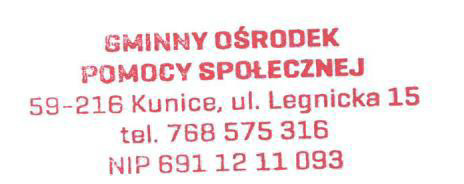 GMINNY OŚRODEK
POMOCY SPOŁECZNEJ
59-216 Kunice, ul. Legnicka 15
tel. 768 575 316
NIP 691 12 11 093